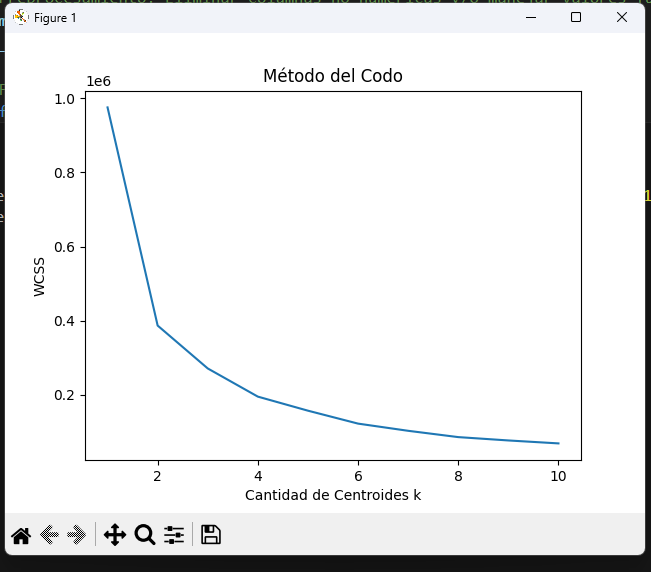 Figure 1
Método del Codo
1e6
1.0
0.8
0.6
0.4
0.2
WCSS
2 4 6 8 10
Cantidad de Centroides k